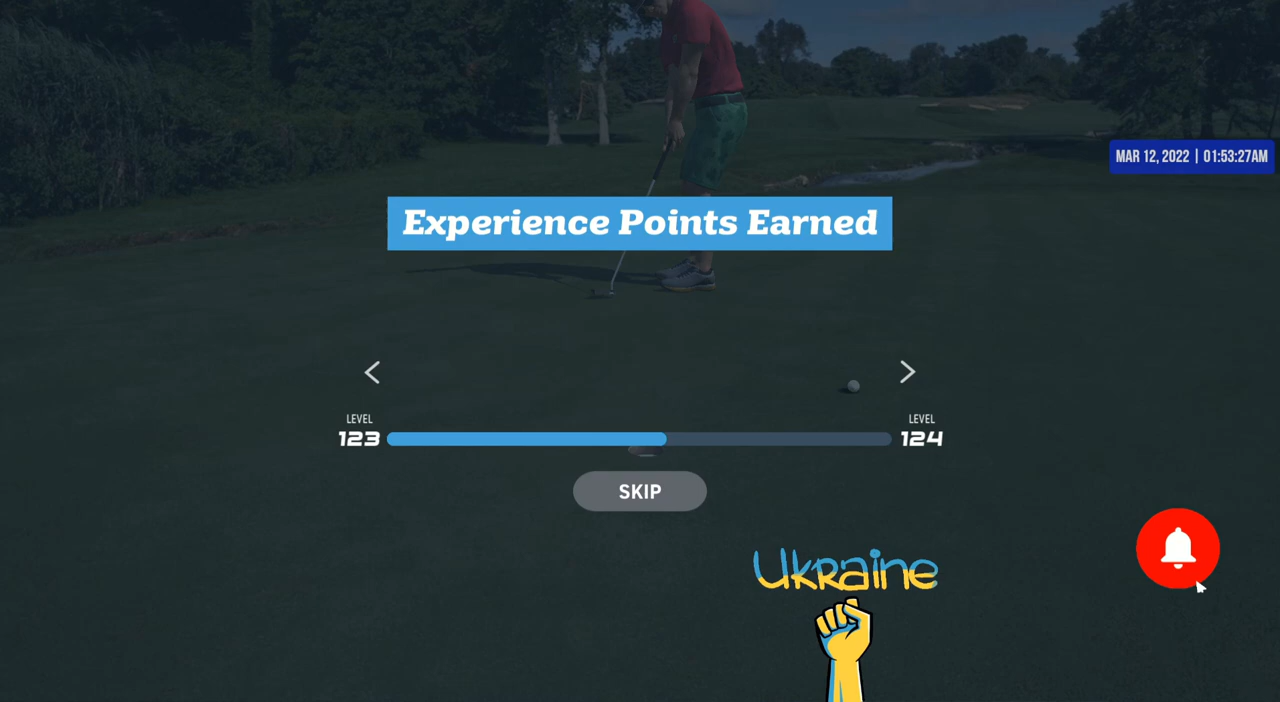 MAR 12, 2022 | 01:53:27AM
Experience Points Earned
LEVEL
123
LEVEL
124
SKIP
Ukraine